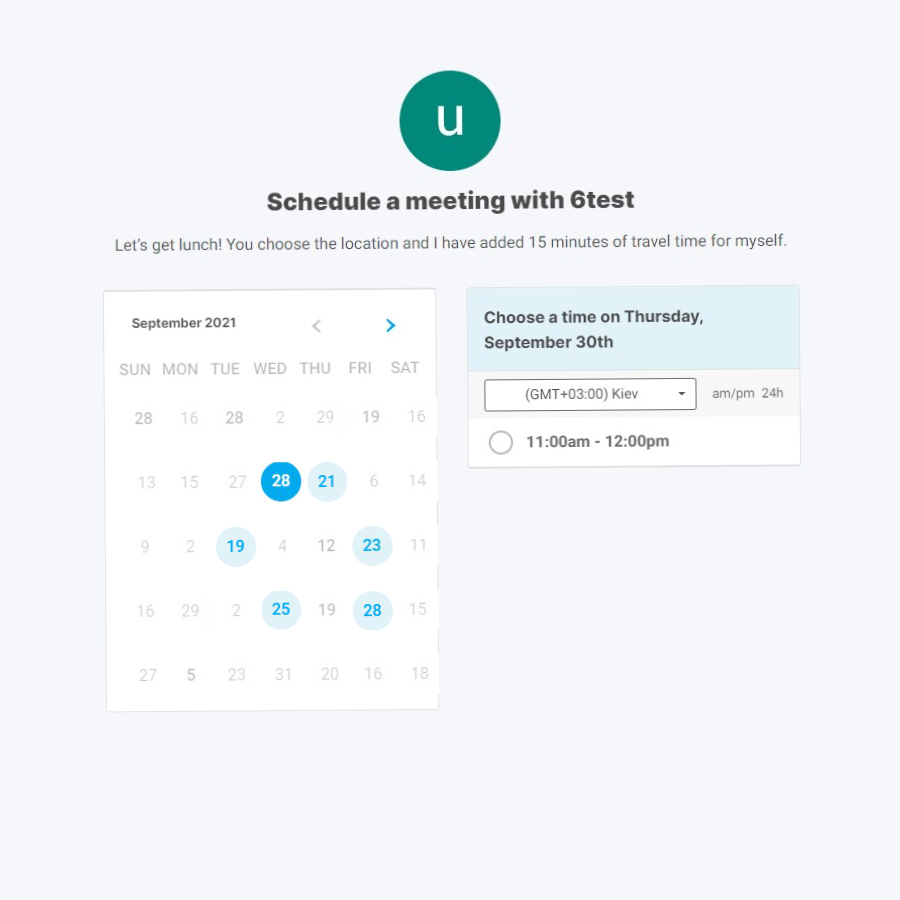 u
Schedule a meeting with 6test
Let's get lunch! You choose the location and I have added 15 minutes of travel time for myself.
September 2021
SUN MON TUE WED THU FRI SAT
28 16 28 2 29 19 16
13 15 27 28 21 6 14
9 2 19 4 12 23 11
16 29 2 25 19 28 15
27 5 23 31 20 16 18
Choose a time on Thursday,
September 30th
(GMT+03:00) Kiev am/pm 24h
11:00am - 12:00pm